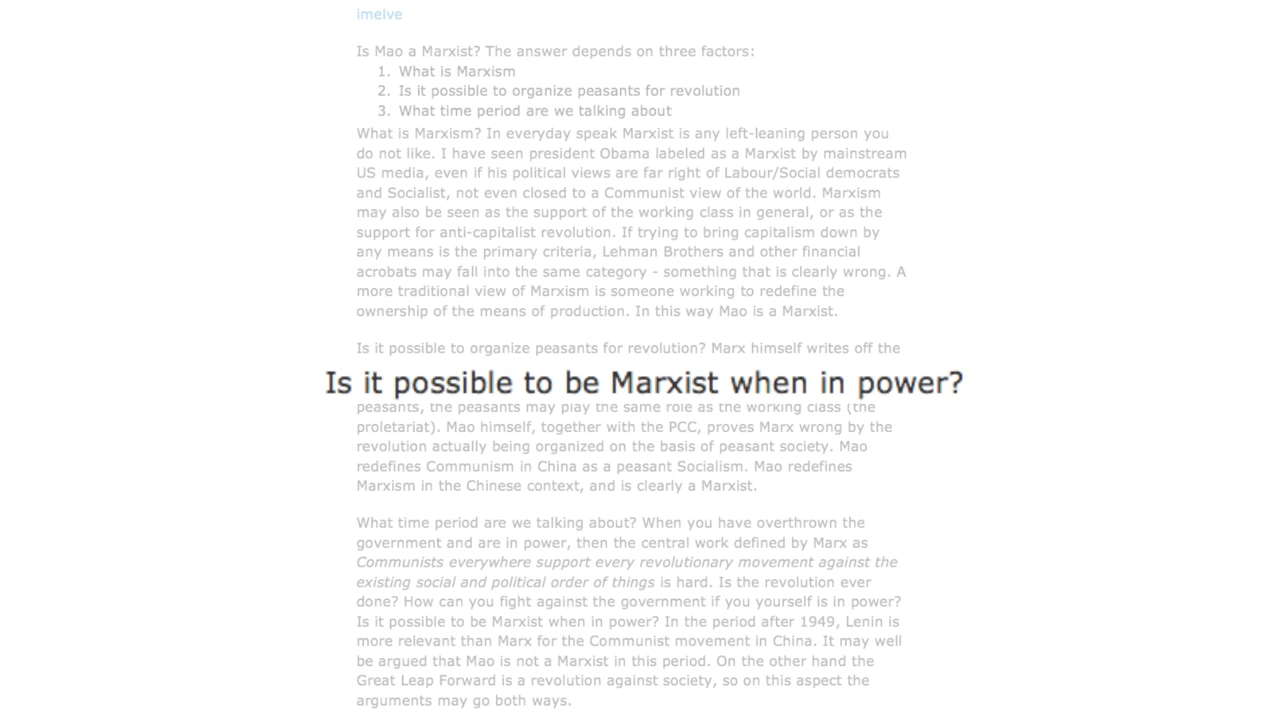 imelve
Is Mao a Marxist? The answer depends on three factors:
1. What is Marxism
2. Is it possible to organize peasants for revolution
3. What time period are we talking about
What is Marxism? In everyday speak Marxist is any left-leaning person you
do not like. I have seen president Obama labeled as a Marxist by mainstream
US media, even if his political views are far right of Labour/Social democrats
and Socialist, not even closed to a Communist view of the world. Marxism
may also be seen as the support of the working class in general, or as the
support for anti-capitalist revolution. If trying to bring capitalism down by
any means is the primary criteria, Lehman Brothers and other financial
acrobats may fall into the same category - something that is clearly wrong. A
more traditional view of Marxism is someone working to redefine the
ownership of the means of production. In this way Mao is a Marxist.
Is it possible to organize peasants for revolution? Marx himself writes off the
Is it possible to be Marxist when in power?
peasants, the peasants may play the same role as the working class (the
proletariat). Mao himself, together with the PCC, proves Marx wrong by the
revolution actually being organized on the basis of peasant society. Mao
redefines Communism in China as a peasant Socialism. Mao redefines
Marxism in the Chinese context, and is clearly a Marxist.
What time period are we talking about? When you have overthrown the
government and are in power, then the central work defined by Marx as
Communists everywhere support every revolutionary movement against the
existing social and political order of things is hard. Is the revolution ever
done? How can you fight against the government if you yourself is in power?
Is it possible to be Marxist when in power? In the period after 1949, Lenin is
more relevant than Marx for the Communist movement in China. It may well
be argued that Mao is not a Marxist in this period. On the other hand the
Great Leap Forward is a revolution against society, so on this aspect the
arguments may go both ways.